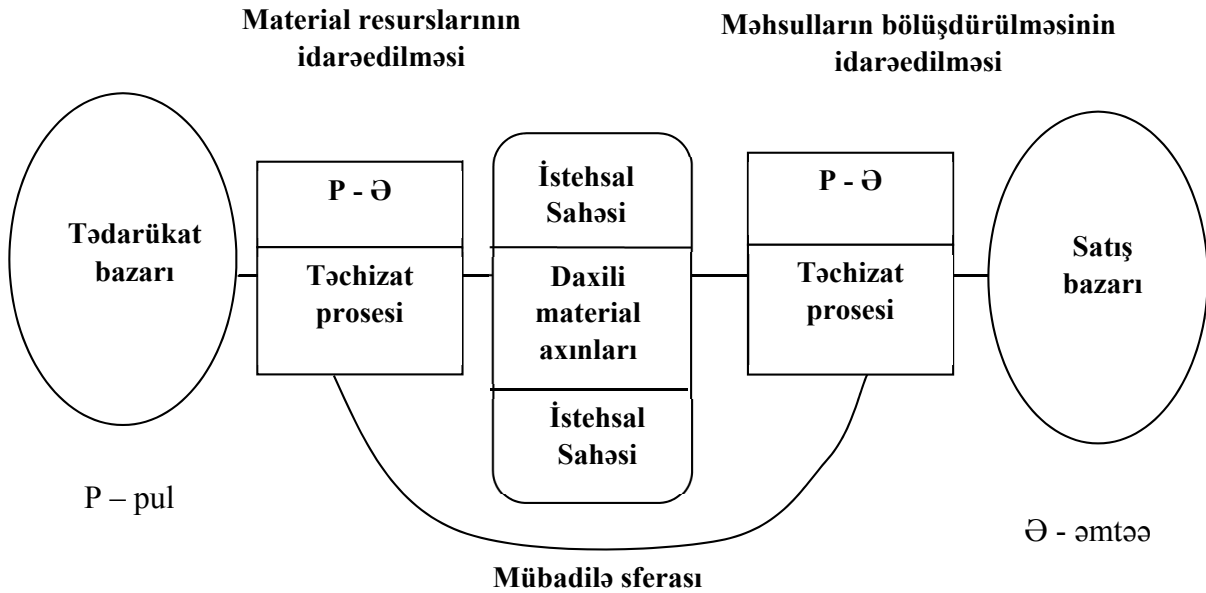 Material resurslarının
idarəedilməsi
Məhsulların bölüşdürülməsinin
idarəedilməsi
Tədarükat
bazarı
P - Ə
Təchizat
prosesi
İstehsal
Sahəsi
Daxili
material
axınları
İstehsal
Sahəsi
P - Ə
Təchizat
prosesi
Satış
bazarı
P – pul
Ə - əmtəə
Mübadilə sferası